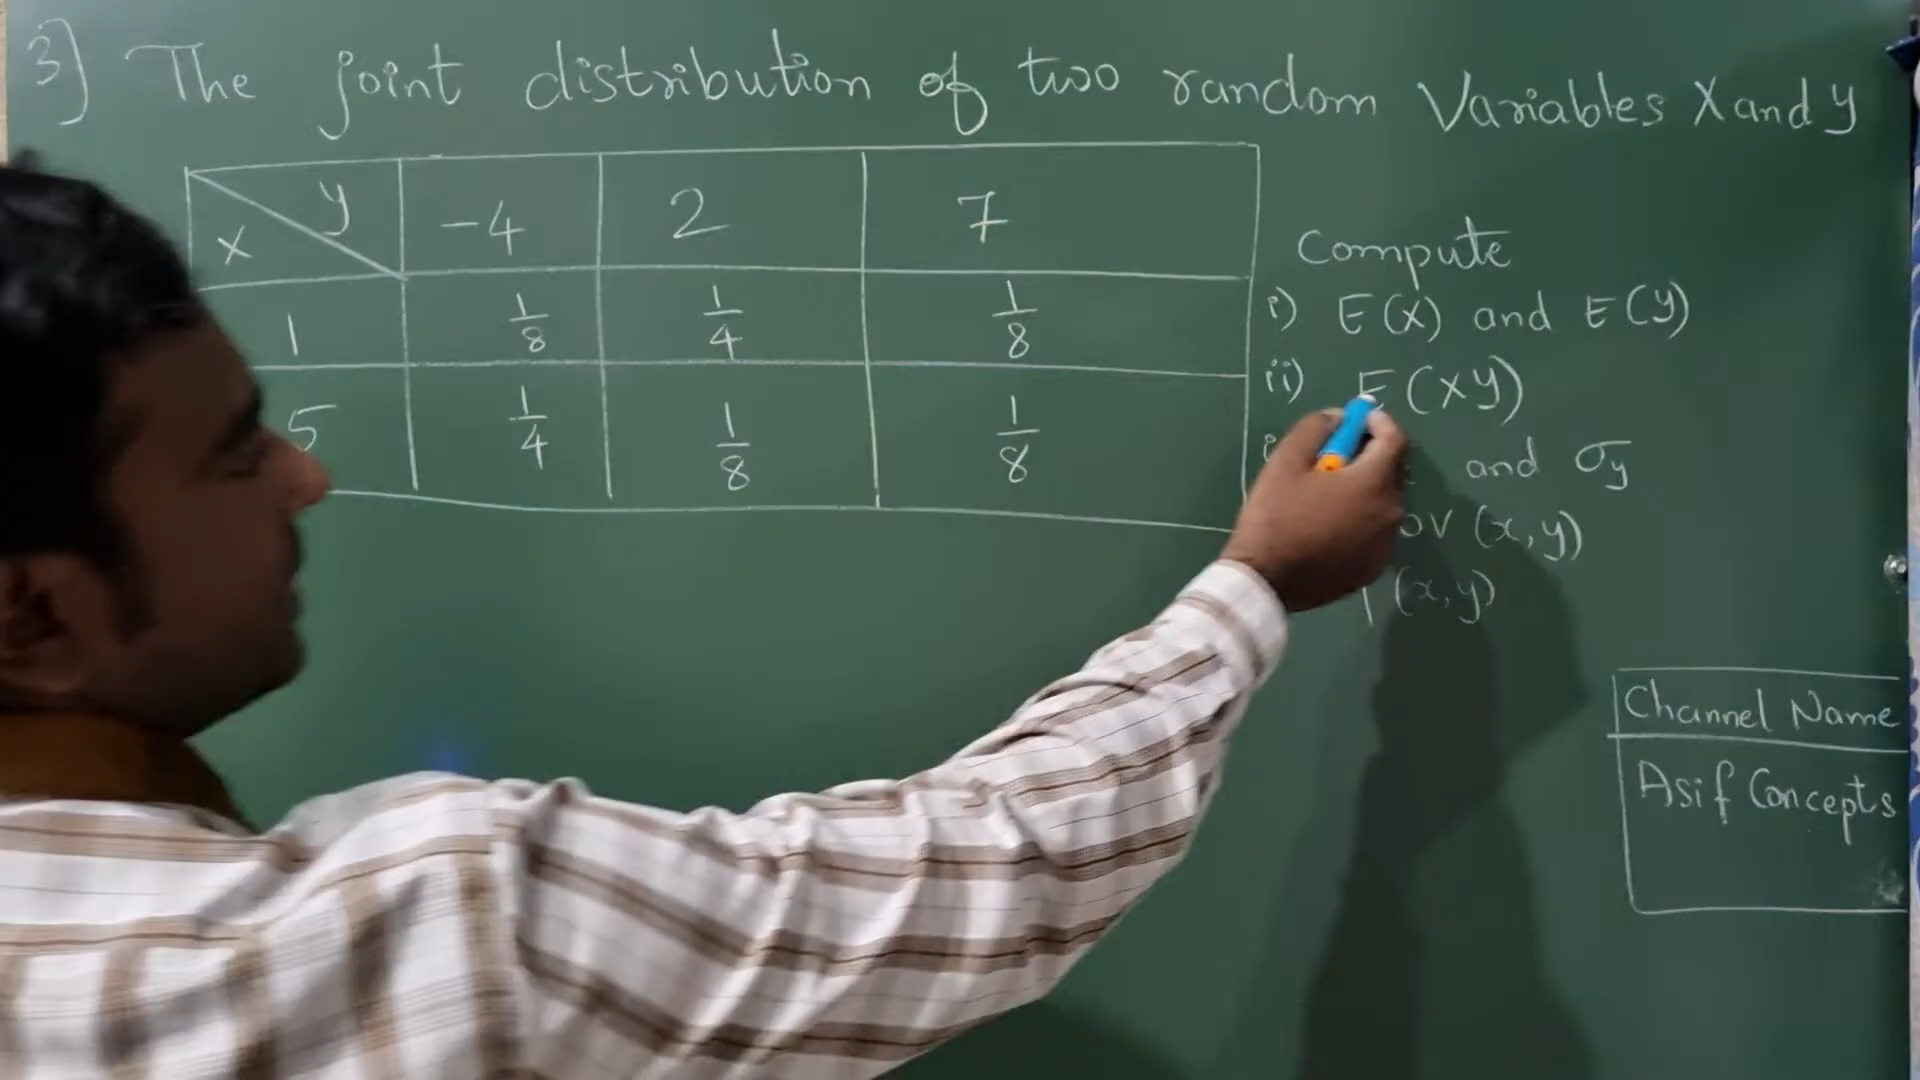 3] The joint distribution of two random Variables X and y
x y -4 2 7
1 1/8 1/4 1/8
5 1/4 1/8 1/8
Compute
i) E(X) and E(y)
ii) E(xy)
and σy
(x,y)
(x,y)
Channel Name
Asif Concepts